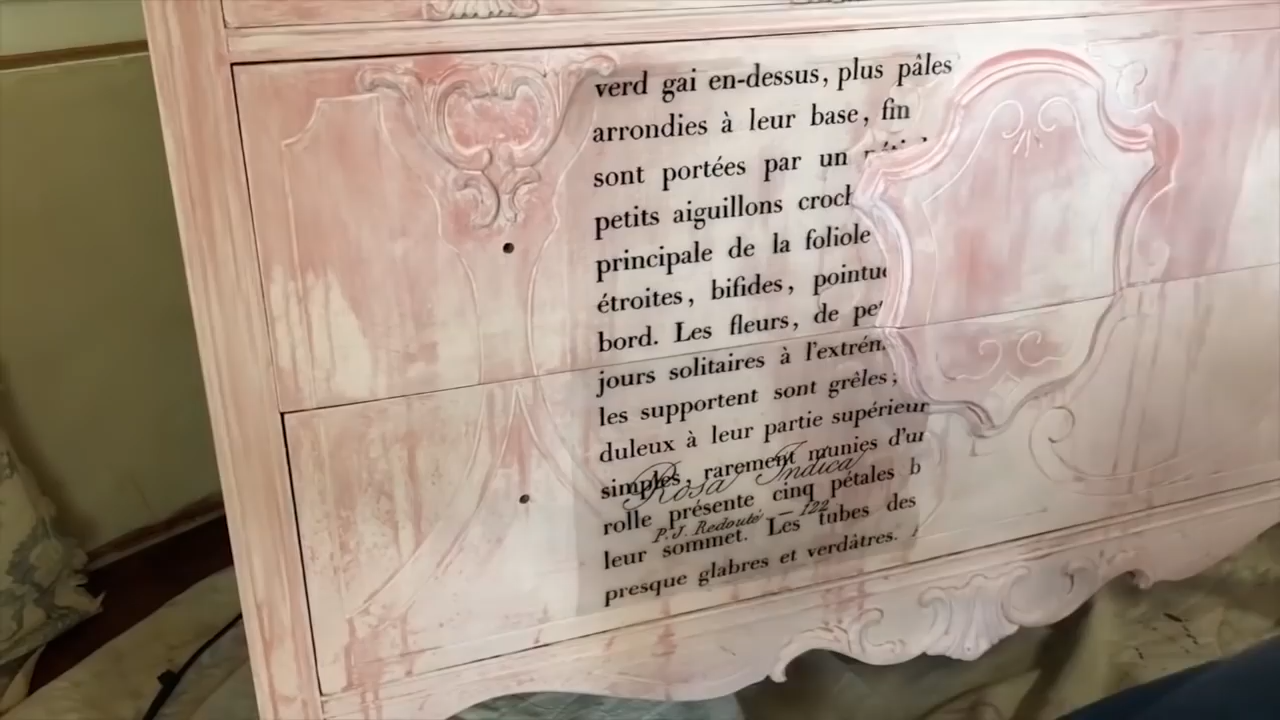 verd gai en-dessus, plus pâles
arrondies à leur base, fin
sont portées par un
petits aiguillons croch
principale de la foliole
étroites, bifides, pointue
bord. Les fleurs, de pet
jours solitaires à l'extrém
les supportent sont grêles;
duleux à leur partie supérieur
simples, rarement munies d'un
Rosa Indica
rolle présente cinq pétales b
P.J. Redouté — 122
leur sommet. Les tubes des
presque glabres et verdâtres.